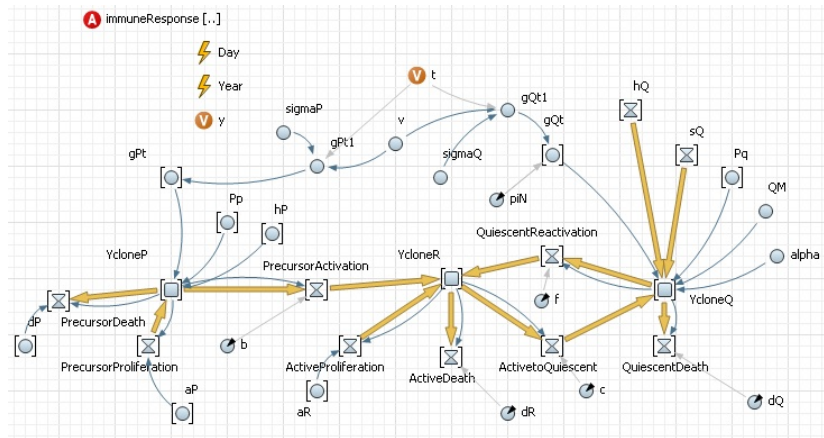 A immuneResponse [..]
Day
Year
V y
V t
sigmaP
gPt1
v
gQt1
gQt
sigmaQ
piN
hQ
sQ
Pq
QM
alpha
gPt
Pp
hP
YcloneP
PrecursorActivation
YcloneR
QuiescentReactivation
YcloneQ
f
dP
PrecursorDeath
PrecursorProliferation
b
ActiveProliferation
ActiveDeath
ActivetoQuiescent
QuiescentDeath
aP
aR
dR
c
dQ